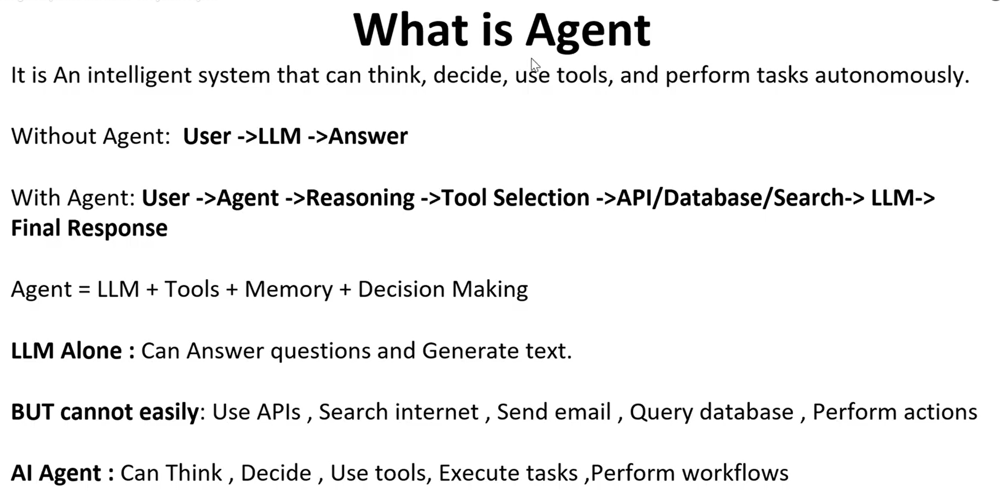 What is Agent
It is An intelligent system that can think, decide, use tools, and perform tasks autonomously.
Without Agent:  User ->LLM ->Answer
With Agent: User ->Agent ->Reasoning ->Tool Selection ->API/Database/Search-> LLM->
Final Response
Agent = LLM + Tools + Memory + Decision Making
LLM Alone : Can Answer questions and Generate text.
BUT cannot easily: Use APIs , Search internet , Send email , Query database , Perform actions
AI Agent : Can Think , Decide , Use tools, Execute tasks ,Perform workflows